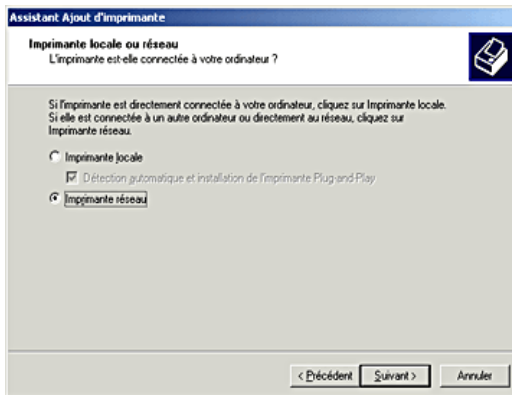 Assistant Ajout d'imprimante
Imprimante locale ou réseau
L'imprimante est-elle connectée à votre ordinateur ?
Si l'imprimante est directement connectée à votre ordinateur, cliquez sur Imprimante locale.
Si elle est connectée à un autre ordinateur ou directement au réseau, cliquez sur
Imprimante réseau.
Imprimante locale
Détection automatique et installation de l'imprimante Plug-and-Play
Imprimante réseau
< Précédent Suivant > Annuler